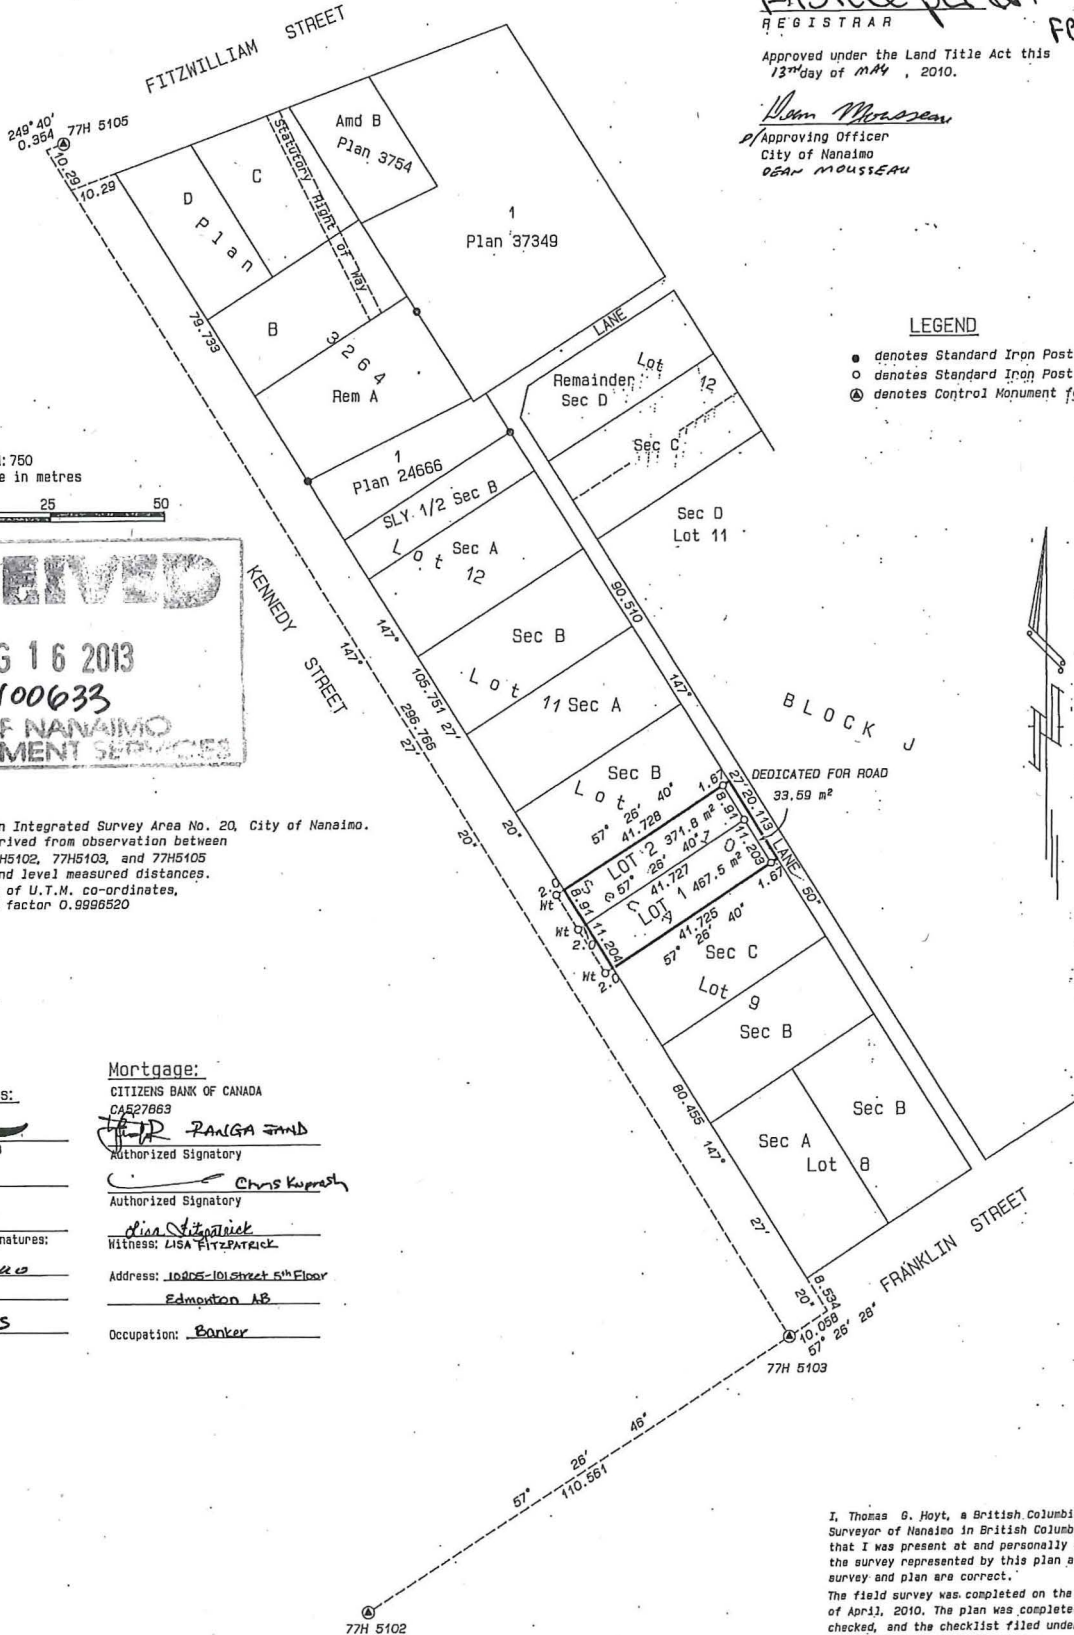 REGISTRAR
Approved under the Land Title Act this
day of MAY , 2010.
Approving Officer
City of Nanaimo
DEAN MOUSSEAU
FITZWILLIAM STREET
249° 40'
0.354
77H 5105
10.29
10.29
D
C
Plan
Statutory Right of Way
Amd B
Plan 3754
1
Plan 37349
79.733
B
3264
Rem A
LANE
LEGEND
denotes Standard Iron Post
denotes Standard Iron Post
denotes Control Monument
Remainder
Sec D
Lot
12
Sec C
1
Plan 24666
SLY. 1/2 Sec B
Sec D
Lot 11
750
in metres
25
50
Lot
Sec A
12
KENNEDY STREET
16 2013
00633
NANAIMO
Sec B
Lot
11 Sec A
90.510
147°
147°
147°
105.751
27'
296.766
27'
20"
20"
BLOCK J
Sec B
Lot
DEDICATED FOR ROAD
33.59 m²
57° 26' 40"
41.728
1.67
27'
20.113
LANE
50"
8.91
11.203
1.67
LOT 2 371.8 m²
57° 26' 40"
41.727
LOT 1 467.5 m²
41.725
57° 26' 40"
2.0
Wt
8.91
Wt
2.0
11.204
Wt
2.0
Integrated Survey Area No. 20, City of Nanaimo.
rived from observation between
H5102, 77H5103, and 77H5105
nd level measured distances.
of U.T.M. co-ordinates,
factor 0.9996520
Sec C
Lot 9
Sec B
80.455
147°
27'
20"
Sec A
Sec B
Lot 8
Mortgage:
CITIZENS BANK OF CANADA
CA527863
Authorized Signatory
Chris
Authorized Signatory
Lisa Fitzpatrick
Witness: LISA FITZPATRICK
Address: 10205-101 Street 5th Floor
Edmonton AB
Occupation: Banker
natures:
FRANKLIN STREET
8.534
10.058
57° 26' 28"
77H 5103
57° 26' 46"
110.561
77H 5102
I, Thomas G. Hoyt, a British Columbi
Surveyor of Nanaimo in British Columb
that I was present at and personally
the survey represented by this plan a
survey and plan are correct.
The field survey was completed on the
of April, 2010. The plan was complete
checked, and the checklist filed unde